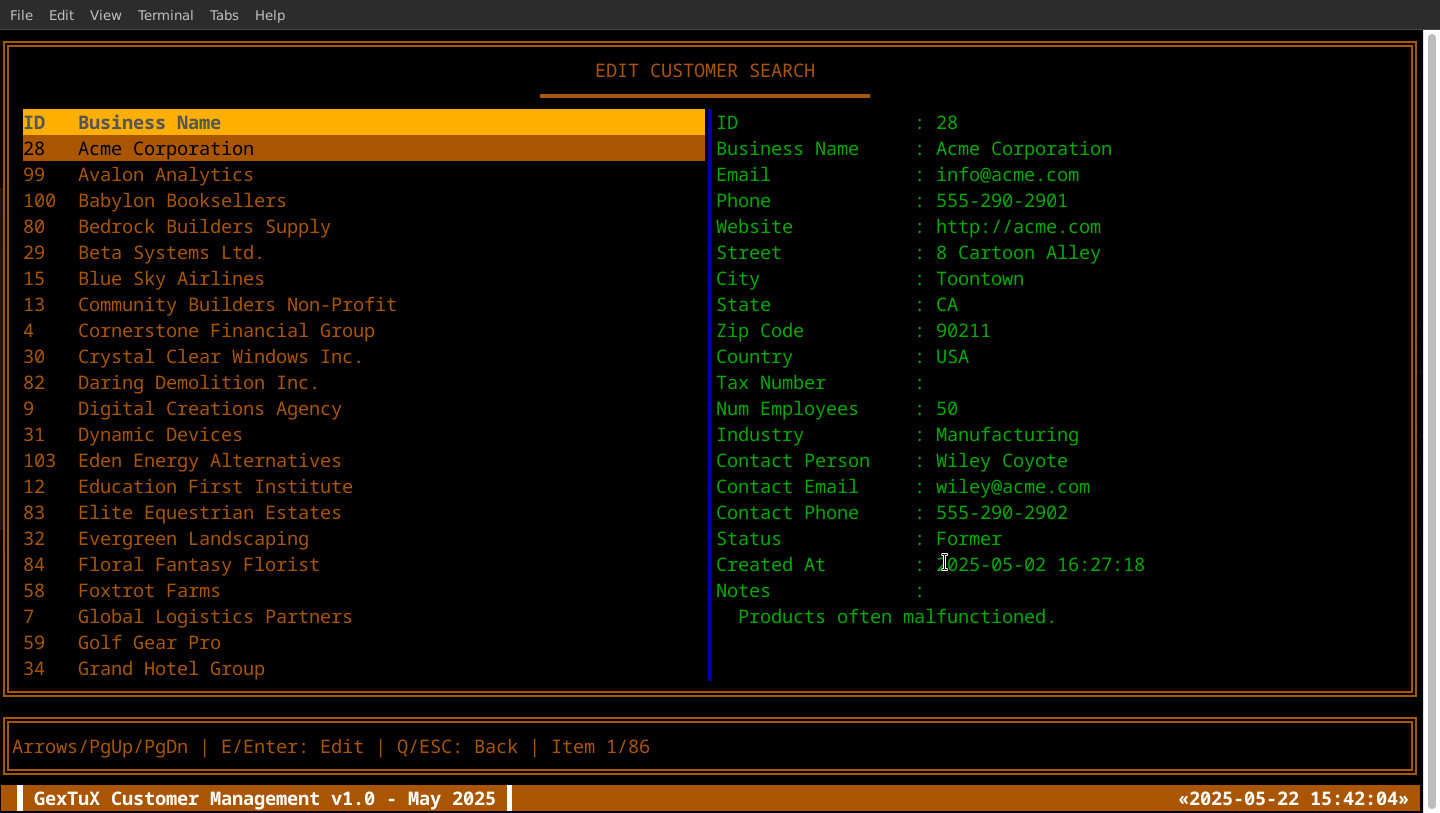 File Edit View Terminal Tabs Help
EDIT CUSTOMER SEARCH
ID Business Name
28 Acme Corporation
99 Avalon Analytics
100 Babylon Booksellers
80 Bedrock Builders Supply
29 Beta Systems Ltd.
15 Blue Sky Airlines
13 Community Builders Non-Profit
4 Cornerstone Financial Group
30 Crystal Clear Windows Inc.
82 Daring Demolition Inc.
9 Digital Creations Agency
31 Dynamic Devices
103 Eden Energy Alternatives
12 Education First Institute
83 Elite Equestrian Estates
32 Evergreen Landscaping
84 Floral Fantasy Florist
58 Foxtrot Farms
7 Global Logistics Partners
59 Golf Gear Pro
34 Grand Hotel Group
ID : 28
Business Name : Acme Corporation
Email : info@acme.com
Phone : 555-290-2901
Website : http://acme.com
Street : 8 Cartoon Alley
City : Toontown
State : CA
Zip Code : 90211
Country : USA
Tax Number :
Num Employees : 50
Industry : Manufacturing
Contact Person : Wiley Coyote
Contact Email : wiley@acme.com
Contact Phone : 555-290-2902
Status : Former
Created At : 2025-05-02 16:27:18
Notes :
Products often malfunctioned.
Arrows/PgUp/PgDn | E/Enter: Edit | Q/ESC: Back | Item 1/86
GexTuX Customer Management v1.0 - May 2025
«2025-05-22 15:42:04»